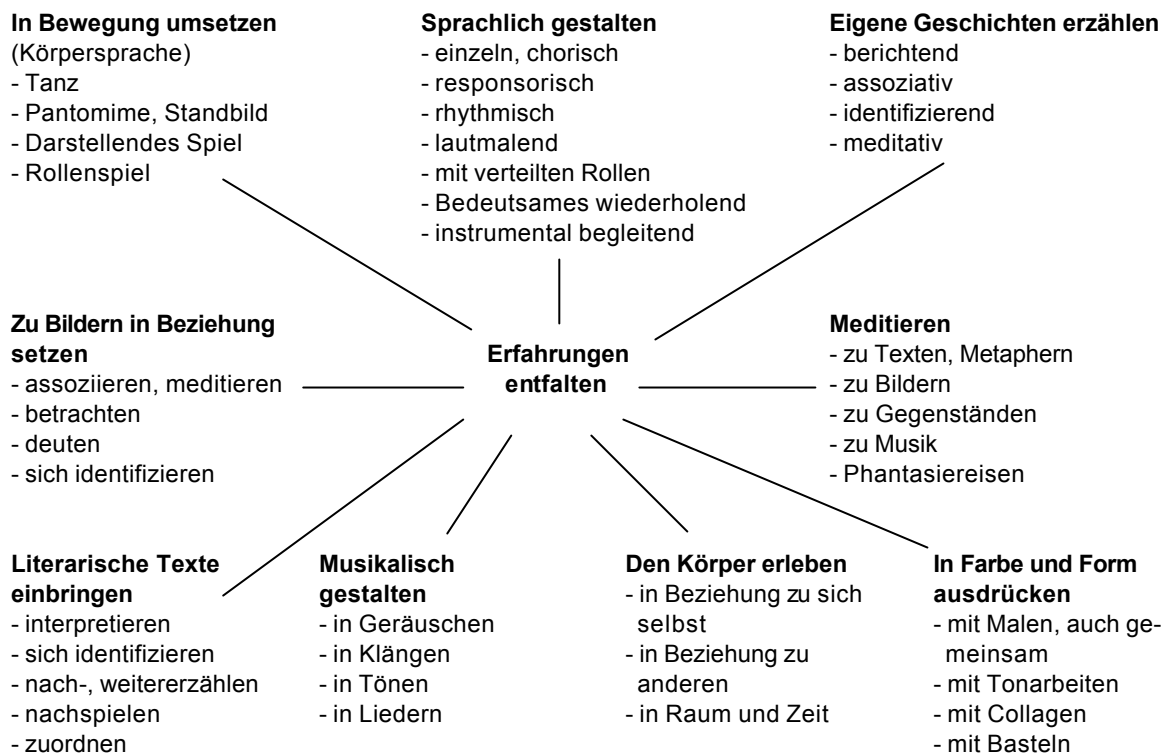 In Bewegung umsetzen
(Körpersprache)
- Tanz
- Pantomime, Standbild
- Darstellendes Spiel
- Rollenspiel
Sprachlich gestalten
- einzeln, chorisch
- responsorisch
- rhythmisch
- lautmalend
- mit verteilten Rollen
- Bedeutsames wiederholend
- instrumental begleitend
Eigene Geschichten erzählen
- berichtend
- assoziativ
- identifizierend
- meditativ
Zu Bildern in Beziehung
setzen
- assoziieren, meditieren
- betrachten
- deuten
- sich identifizieren
Erfahrungen
entfalten
Meditieren
- zu Texten, Metaphern
- zu Bildern
- zu Gegenständen
- zu Musik
- Phantasiereisen
Literarische Texte
einbringen
- interpretieren
- sich identifizieren
- nach-, weitererzählen
- nachspielen
- zuordnen
Musikalisch
gestalten
- in Geräuschen
- in Klängen
- in Tönen
- in Liedern
Den Körper erleben
- in Beziehung zu sich
selbst
- in Beziehung zu
anderen
- in Raum und Zeit
In Farbe und Form
ausdrücken
- mit Malen, auch ge-
meinsam
- mit Tonarbeiten
- mit Collagen
- mit Basteln